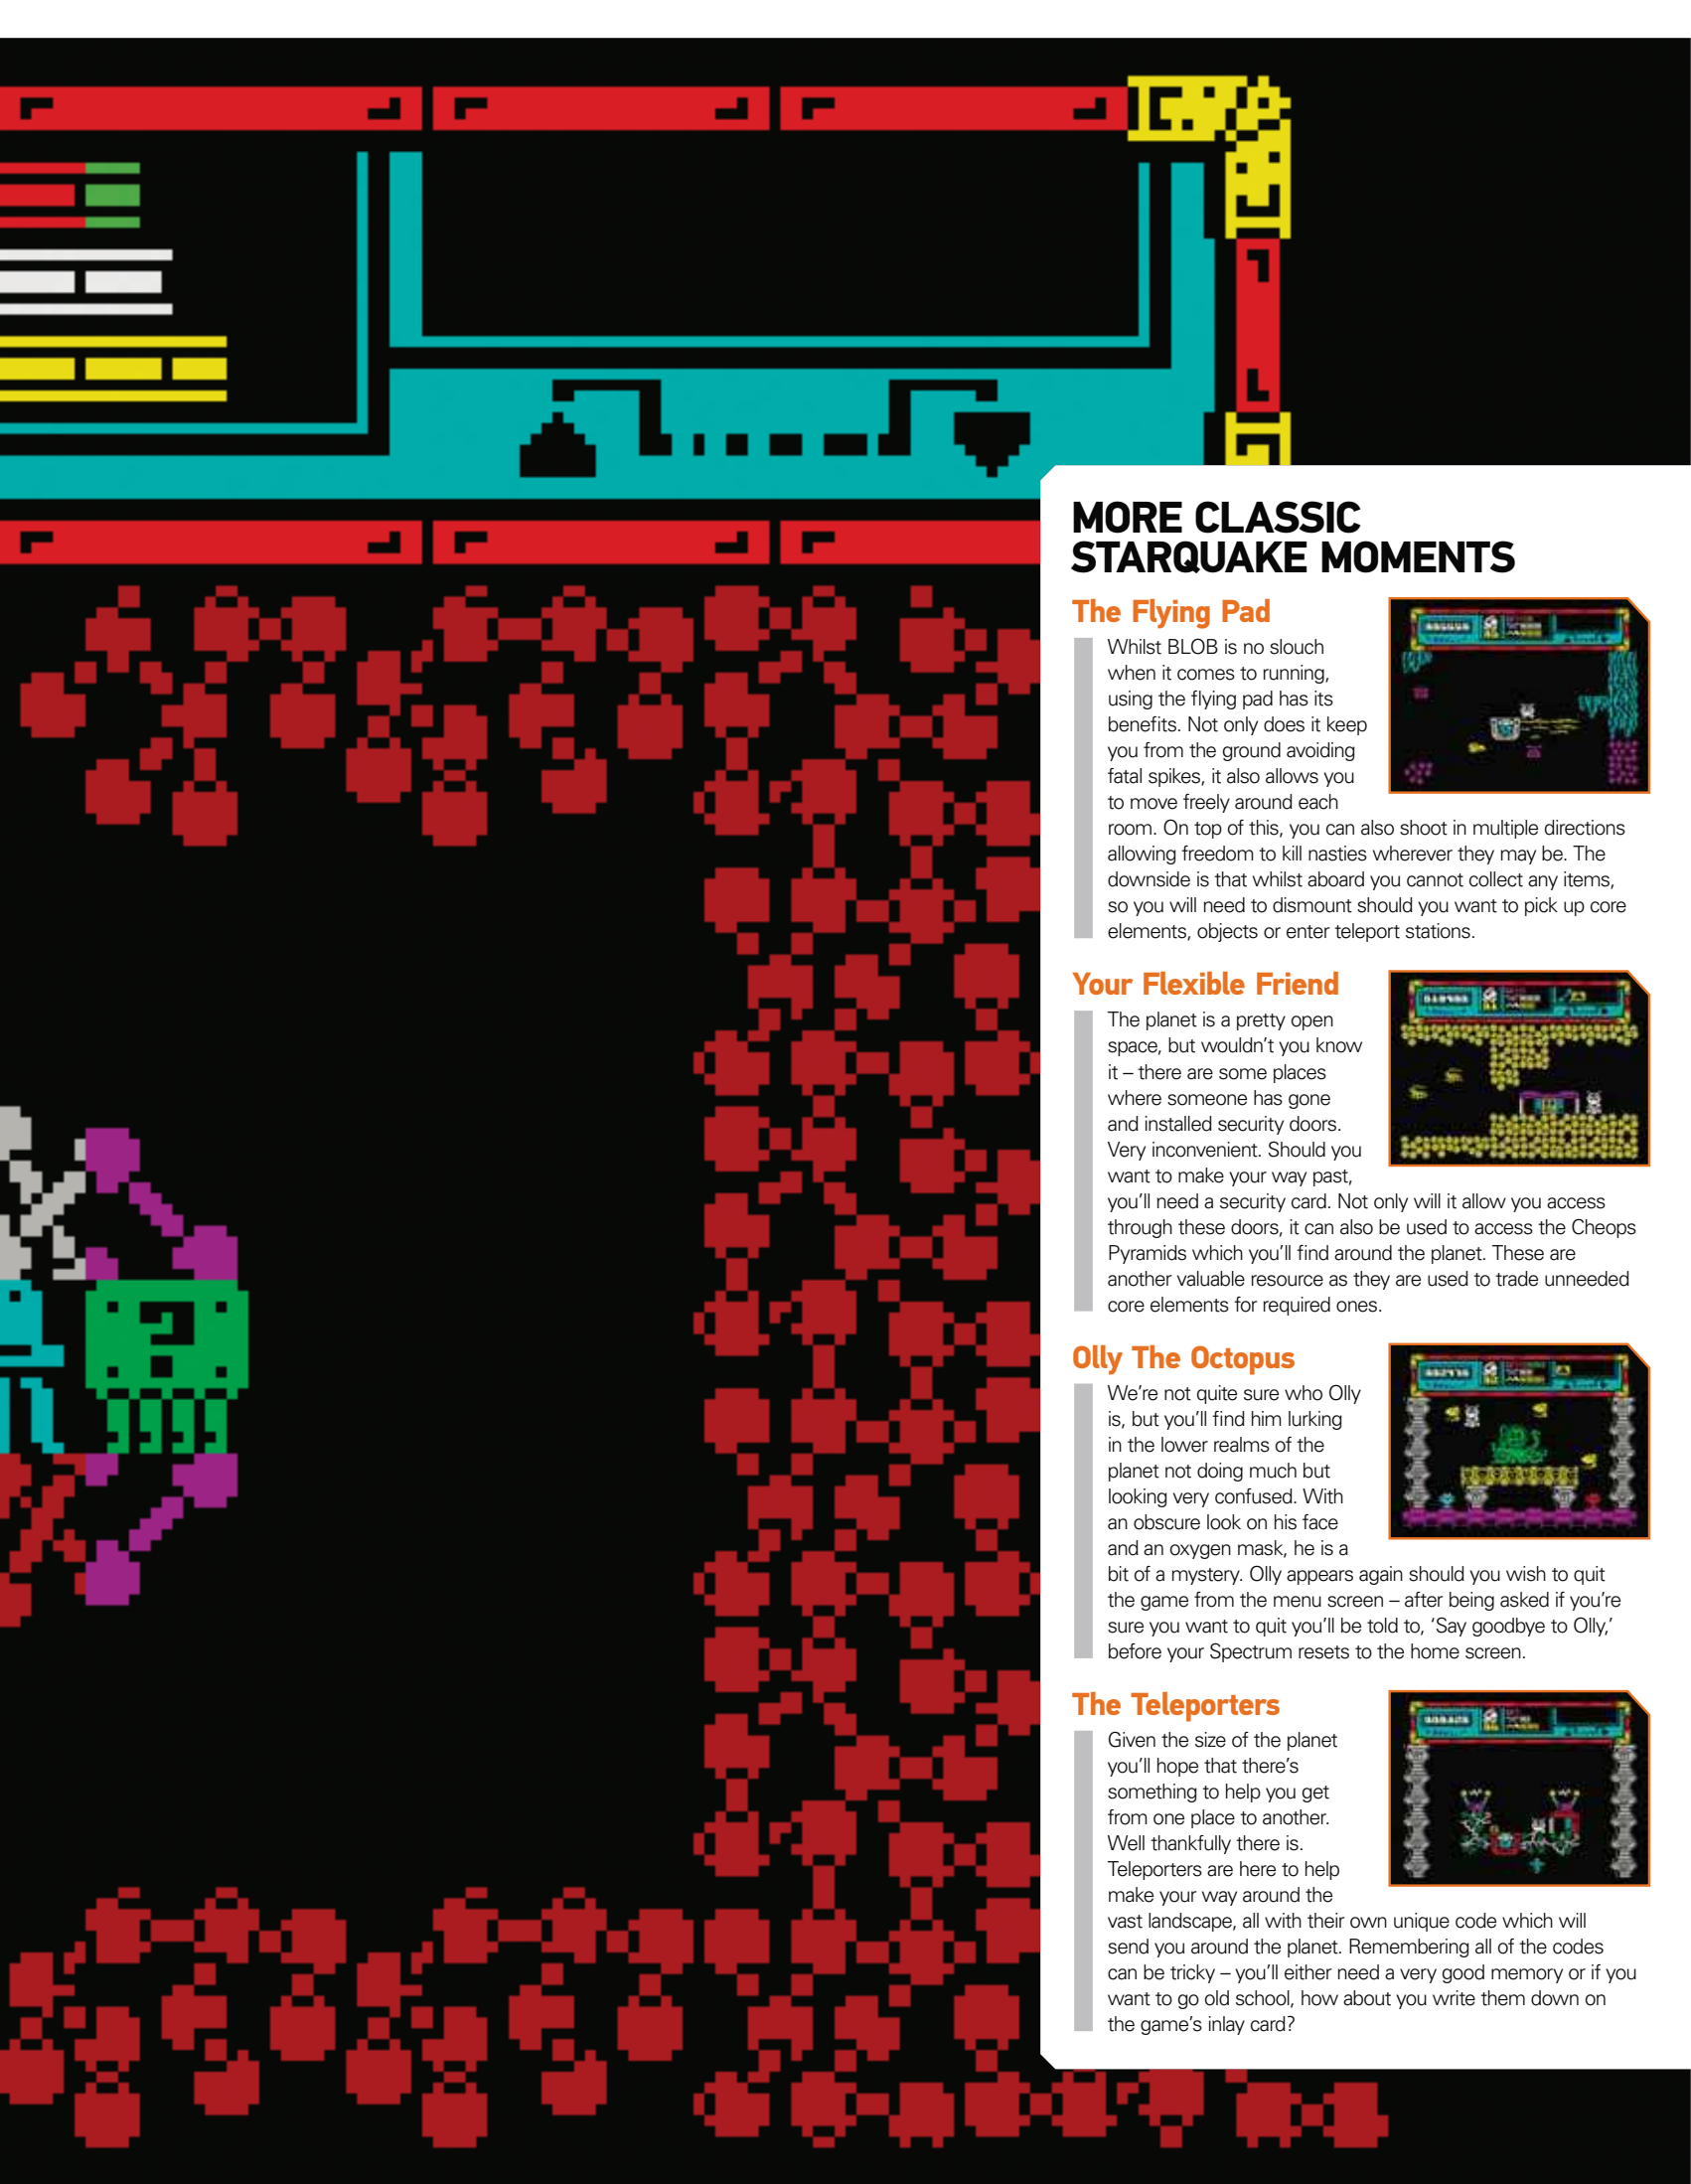 MORE CLASSIC
STARQUAKE MOMENTS
The Flying Pad
Whilst BLOB is no slouch
when it comes to running,
using the flying pad has its
benefits. Not only does it keep
you from the ground avoiding
fatal spikes, it also allows you
to move freely around each
room. On top of this, you can also shoot in multiple directions
allowing freedom to kill nasties wherever they may be. The
downside is that whilst aboard you cannot collect any items,
so you will need to dismount should you want to pick up core
elements, objects or enter teleport stations.
Your Flexible Friend
The planet is a pretty open
space, but wouldn't you know
it – there are some places
where someone has gone
and installed security doors.
Very inconvenient. Should you
want to make your way past,
you'll need a security card. Not only will it allow you access
through these doors, it can also be used to access the Cheops
Pyramids which you'll find around the planet. These are
another valuable resource as they are used to trade unneeded
core elements for required ones.
Olly The Octopus
We're not quite sure who Olly
is, but you'll find him lurking
in the lower realms of the
planet not doing much but
looking very confused. With
an obscure look on his face
and an oxygen mask, he is a
bit of a mystery. Olly appears again should you wish to quit
the game from the menu screen – after being asked if you're
sure you want to quit you'll be told to, ‘Say goodbye to Olly,’
before your Spectrum resets to the home screen.
The Teleporters
Given the size of the planet
you'll hope that there's
something to help you get
from one place to another.
Well thankfully there is.
Teleporters are here to help
make your way around the
vast landscape, all with their own unique code which will
send you around the planet. Remembering all of the codes
can be tricky – you'll either need a very good memory or if you
want to go old school, how about you write them down on
the game's inlay card?